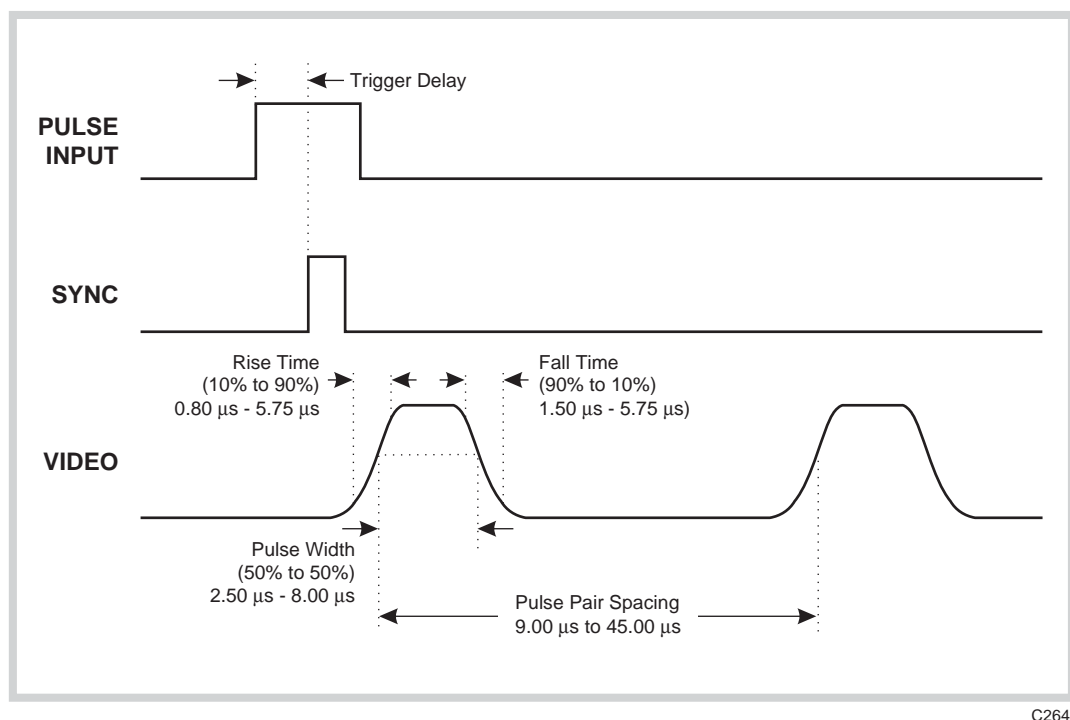 Trigger Delay
PULSE
INPUT
SYNC
Rise Time
(10% to 90%)
0.80 µs - 5.75 µs
Fall Time
(90% to 10%)
1.50 µs - 5.75 µs)
VIDEO
Pulse Width
(50% to 50%)
2.50 µs - 8.00 µs
Pulse Pair Spacing
9.00 µs to 45.00 µs
C264